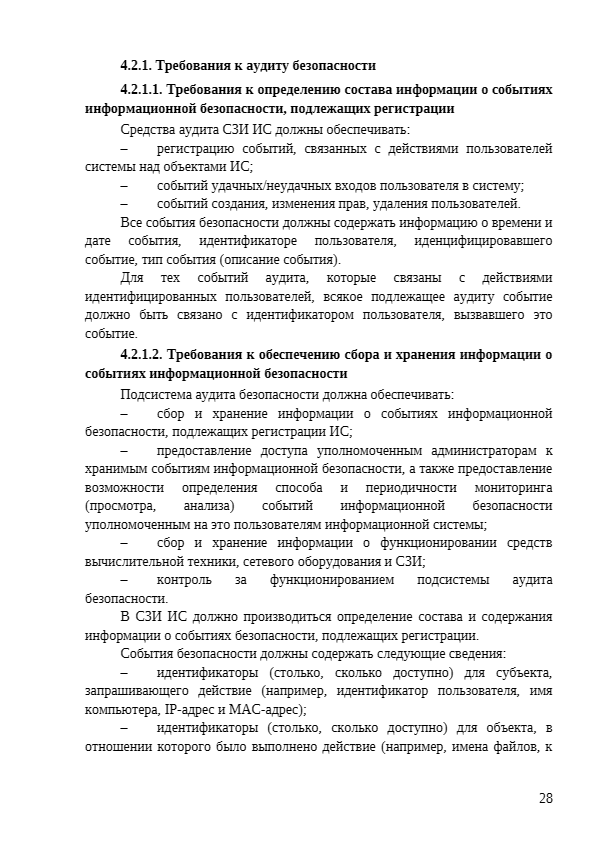 4.2.1. Требования к аудиту безопасности
4.2.1.1. Требования к определению состава информации о событиях
информационной безопасности, подлежащих регистрации
Средства аудита СЗИ ИС должны обеспечивать:
– регистрацию событий, связанных с действиями пользователей
системы над объектами ИС;
– событий удачных/неудачных входов пользователя в систему;
– событий создания, изменения прав, удаления пользователей.
Все события безопасности должны содержать информацию о времени и
дате события, идентификаторе пользователя, иденцифицировавшего
событие, тип события (описание события).
Для тех событий аудита, которые связаны с действиями
идентифицированных пользователей, всякое подлежащее аудиту событие
должно быть связано с идентификатором пользователя, вызвавшего это
событие.
4.2.1.2. Требования к обеспечению сбора и хранения информации о
событиях информационной безопасности
Подсистема аудита безопасности должна обеспечивать:
– сбор и хранение информации о событиях информационной
безопасности, подлежащих регистрации ИС;
– предоставление доступа уполномоченным администраторам к
хранимым событиям информационной безопасности, а также предоставление
возможности определения способа и периодичности мониторинга
(просмотра, анализа) событий информационной безопасности
уполномоченным на это пользователям информационной системы;
– сбор и хранение информации о функционировании средств
вычислительной техники, сетевого оборудования и СЗИ;
– контроль за функционированием подсистемы аудита
безопасности.
В СЗИ ИС должно производиться определение состава и содержания
информации о событиях безопасности, подлежащих регистрации.
События безопасности должны содержать следующие сведения:
– идентификаторы (столько, сколько доступно) для субъекта,
запрашивающего действие (например, идентификатор пользователя, имя
компьютера, IP-адрес и MAC-адрес);
– идентификаторы (столько, сколько доступно) для объекта, в
отношении которого было выполнено действие (например, имена файлов, к
28